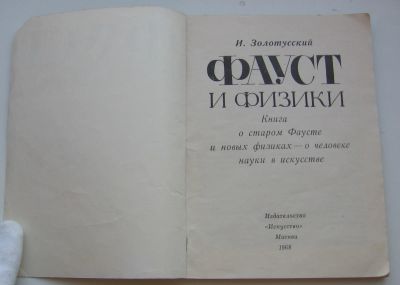 И. Золотусский
ФАУСТ
И ФИЗИКИ
Книга
о старом Фаусте
и новых физиках — о человеке
науки в искусстве
Издательство
«Искусство»
Москва
1968